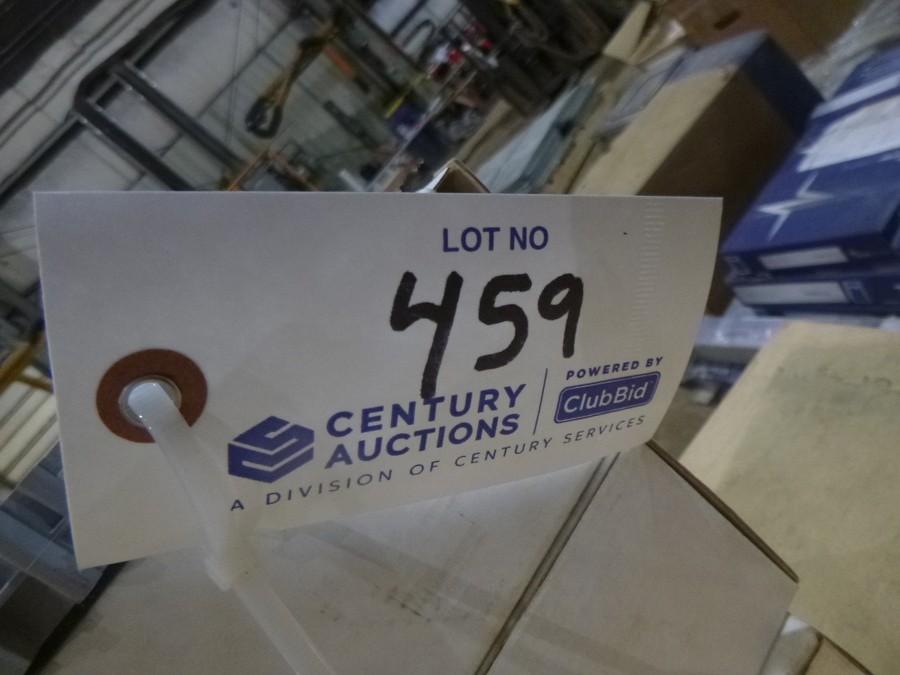 LOT NO
459
CENTURY
AUCTIONS
POWERED BY
ClubBid
A DIVISION OF CENTURY SERVICES